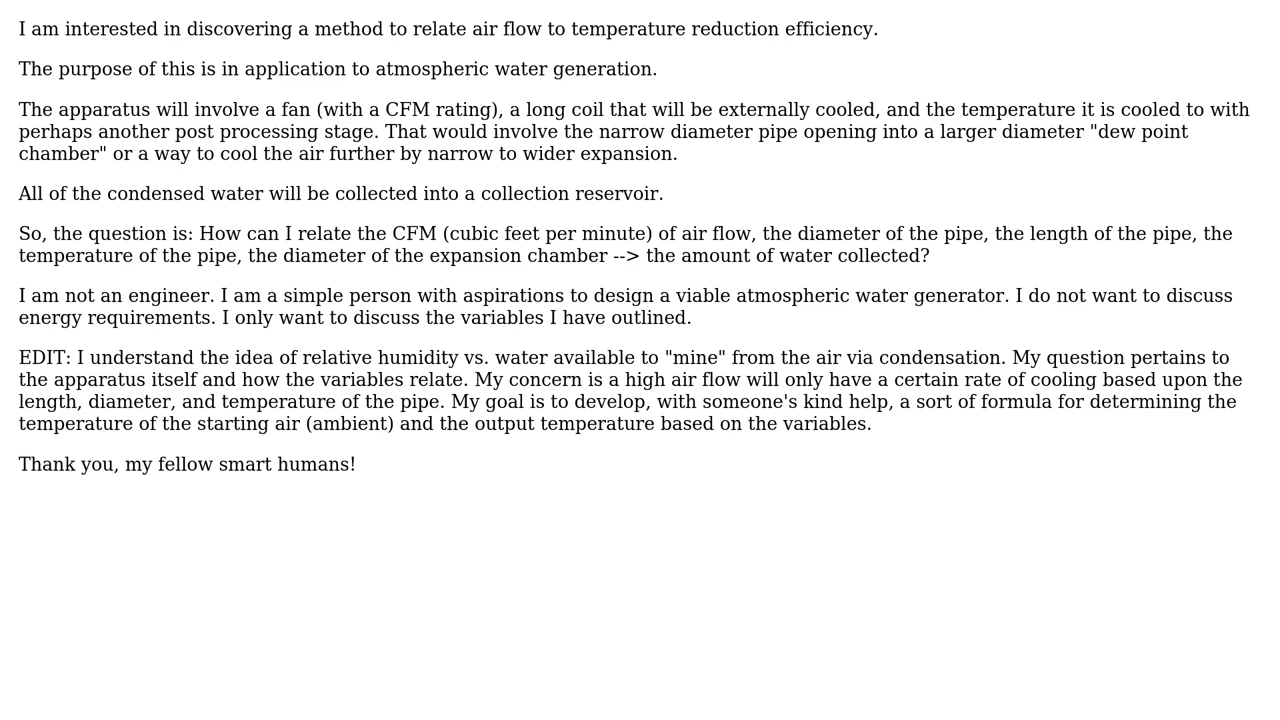 I am interested in discovering a method to relate air flow to temperature reduction efficiency.
The purpose of this is in application to atmospheric water generation.
The apparatus will involve a fan (with a CFM rating), a long coil that will be externally cooled, and the temperature it is cooled to with
perhaps another post processing stage. That would involve the narrow diameter pipe opening into a larger diameter "dew point
chamber" or a way to cool the air further by narrow to wider expansion.
All of the condensed water will be collected into a collection reservoir.
So, the question is: How can I relate the CFM (cubic feet per minute) of air flow, the diameter of the pipe, the length of the pipe, the
temperature of the pipe, the diameter of the expansion chamber --> the amount of water collected?
I am not an engineer. I am a simple person with aspirations to design a viable atmospheric water generator. I do not want to discuss
energy requirements. I only want to discuss the variables I have outlined.
EDIT: I understand the idea of relative humidity vs. water available to "mine" from the air via condensation. My question pertains to
the apparatus itself and how the variables relate. My concern is a high air flow will only have a certain rate of cooling based upon the
length, diameter, and temperature of the pipe. My goal is to develop, with someone's kind help, a sort of formula for determining the
temperature of the starting air (ambient) and the output temperature based on the variables.
Thank you, my fellow smart humans!